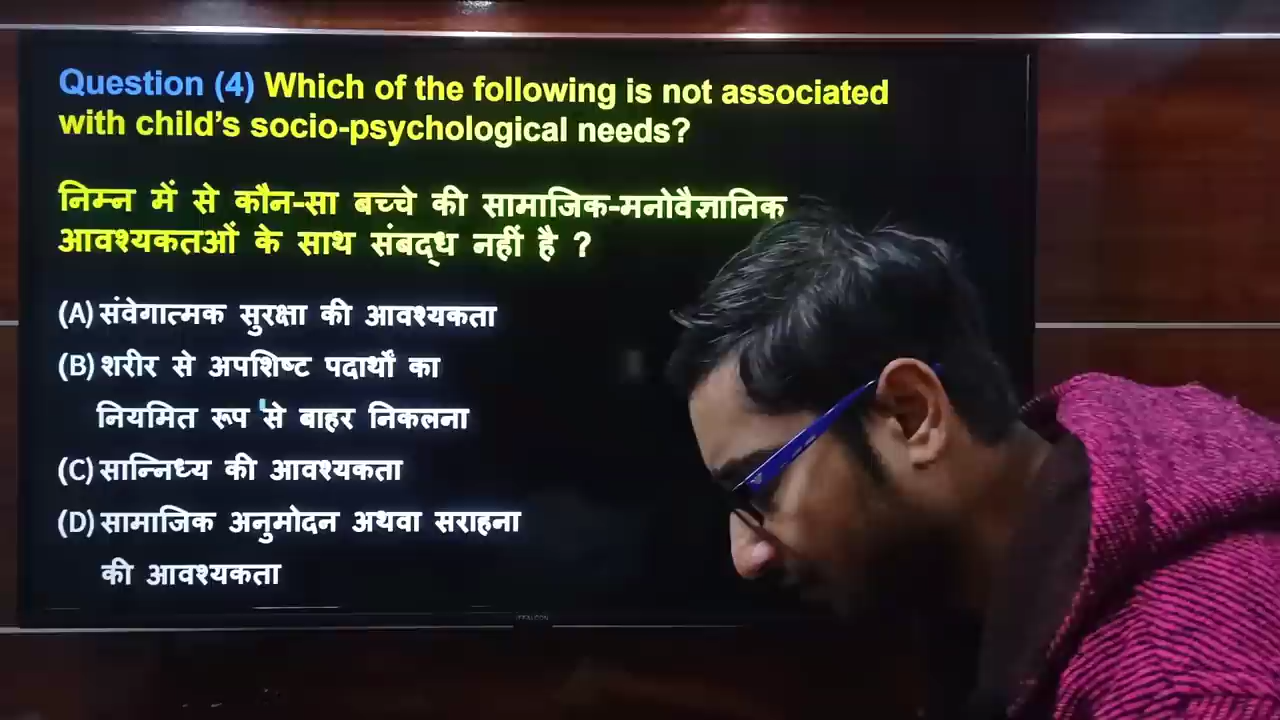 Question (4) Which of the following is not associated
with child's socio-psychological needs?
निम्न में से कौन-सा बच्चे की सामाजिक-मनोवैज्ञानिक
आवश्यकतओं के साथ संबद्ध नहीं है ?
(A) संवेगात्मक सुरक्षा की आवश्यकता
(B) शरीर से अपशिष्ट पदार्थों का
नियमित रूप से बाहर निकलना
(C) सान्निध्य की आवश्यकता
(D) सामाजिक अनुमोदन अथवा सराहना
की आवश्यकता
iFFALCON